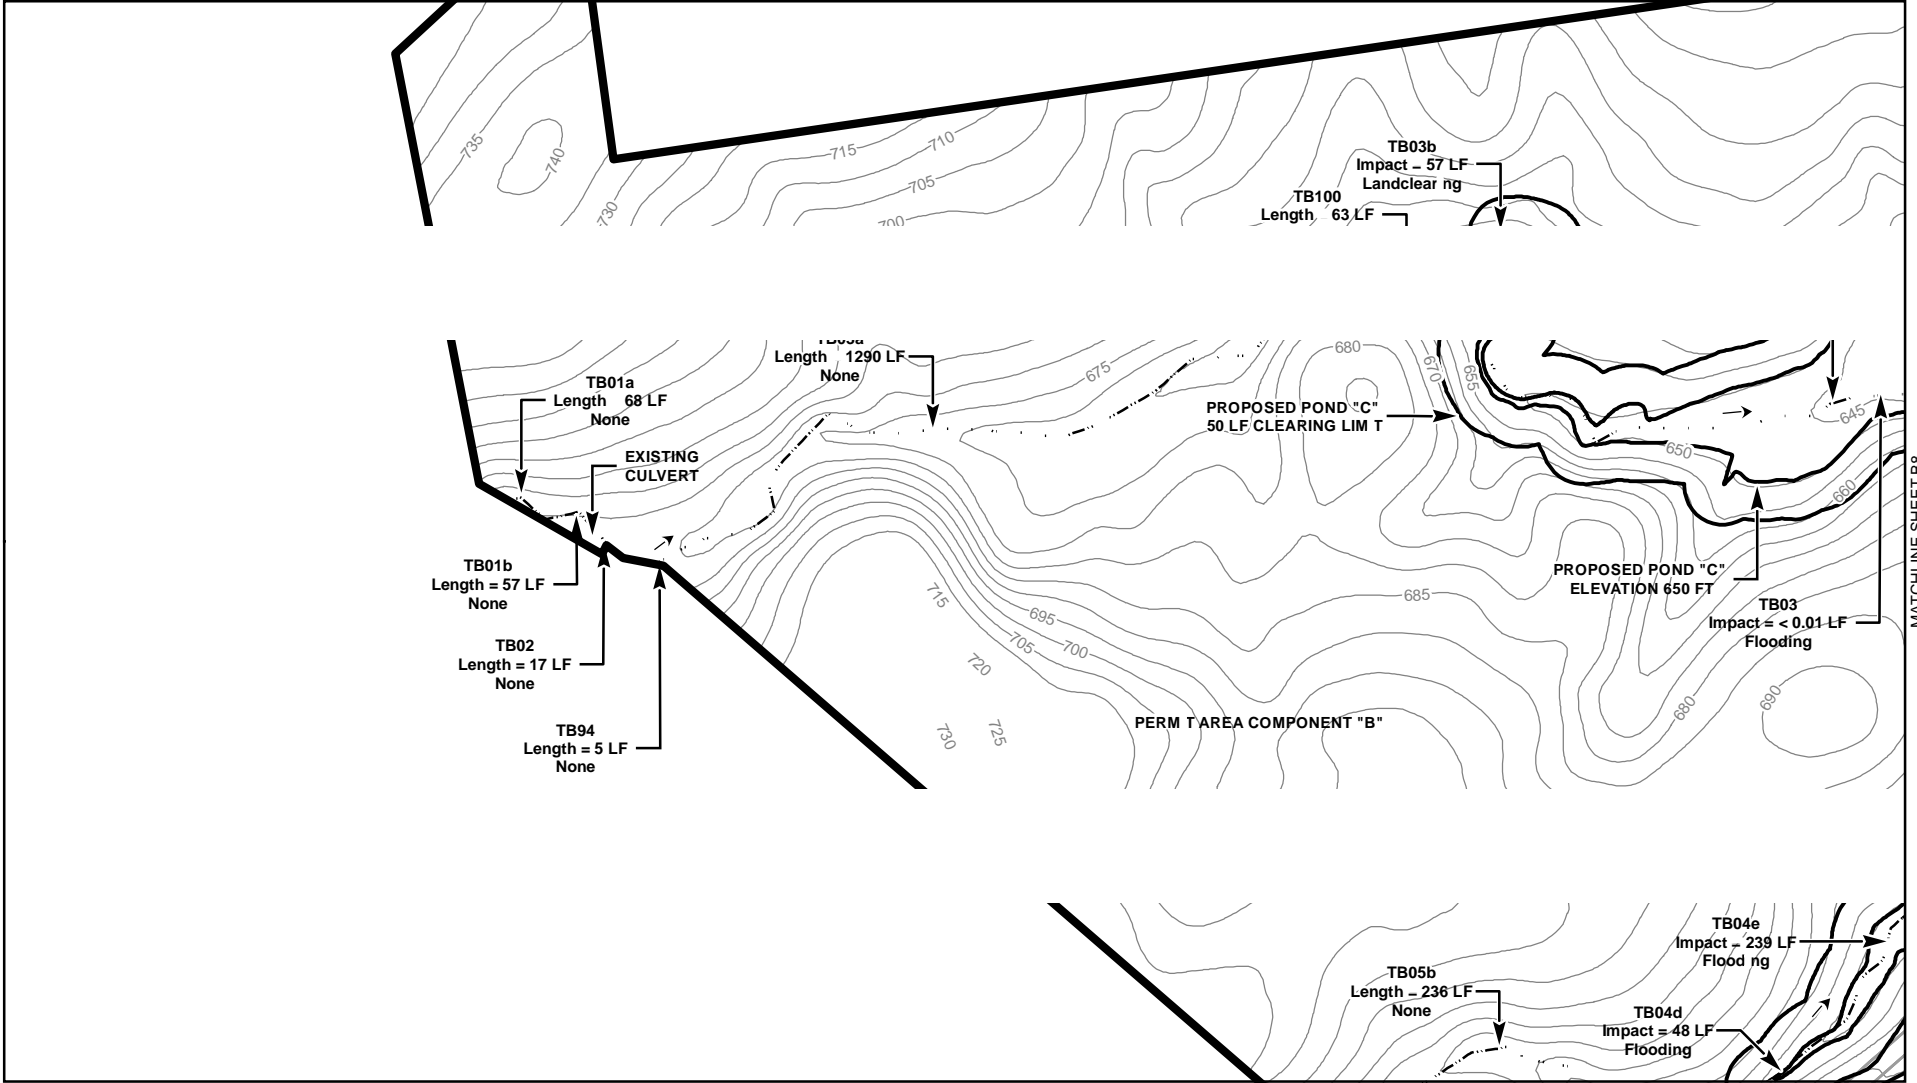 735
740
730
715
710
705
700
TB03b
Impact – 57 LF
Landclear ng
TB100
Length 63 LF
Length 1290 LF
None
675
680
670
655
TB01a
Length 68 LF
None
PROPOSED POND "C"
50 LF CLEARING LIM T
645
650
660
EXISTING
CULVERT
TB01b
Length = 57 LF
None
PROPOSED POND "C"
ELEVATION 650 FT
TB03
Impact = < 0.01 LF
Flooding
715
695
705
700
720
685
TB02
Length = 17 LF
None
680
690
PERM T AREA COMPONENT "B"
730
725
TB94
Length = 5 LF
None
TB04e
Impact – 239 LF
Flood ng
TB05b
Length – 236 LF
None
TB04d
Impact = 48 LF
Flooding
MATCHLINE SHEET B8